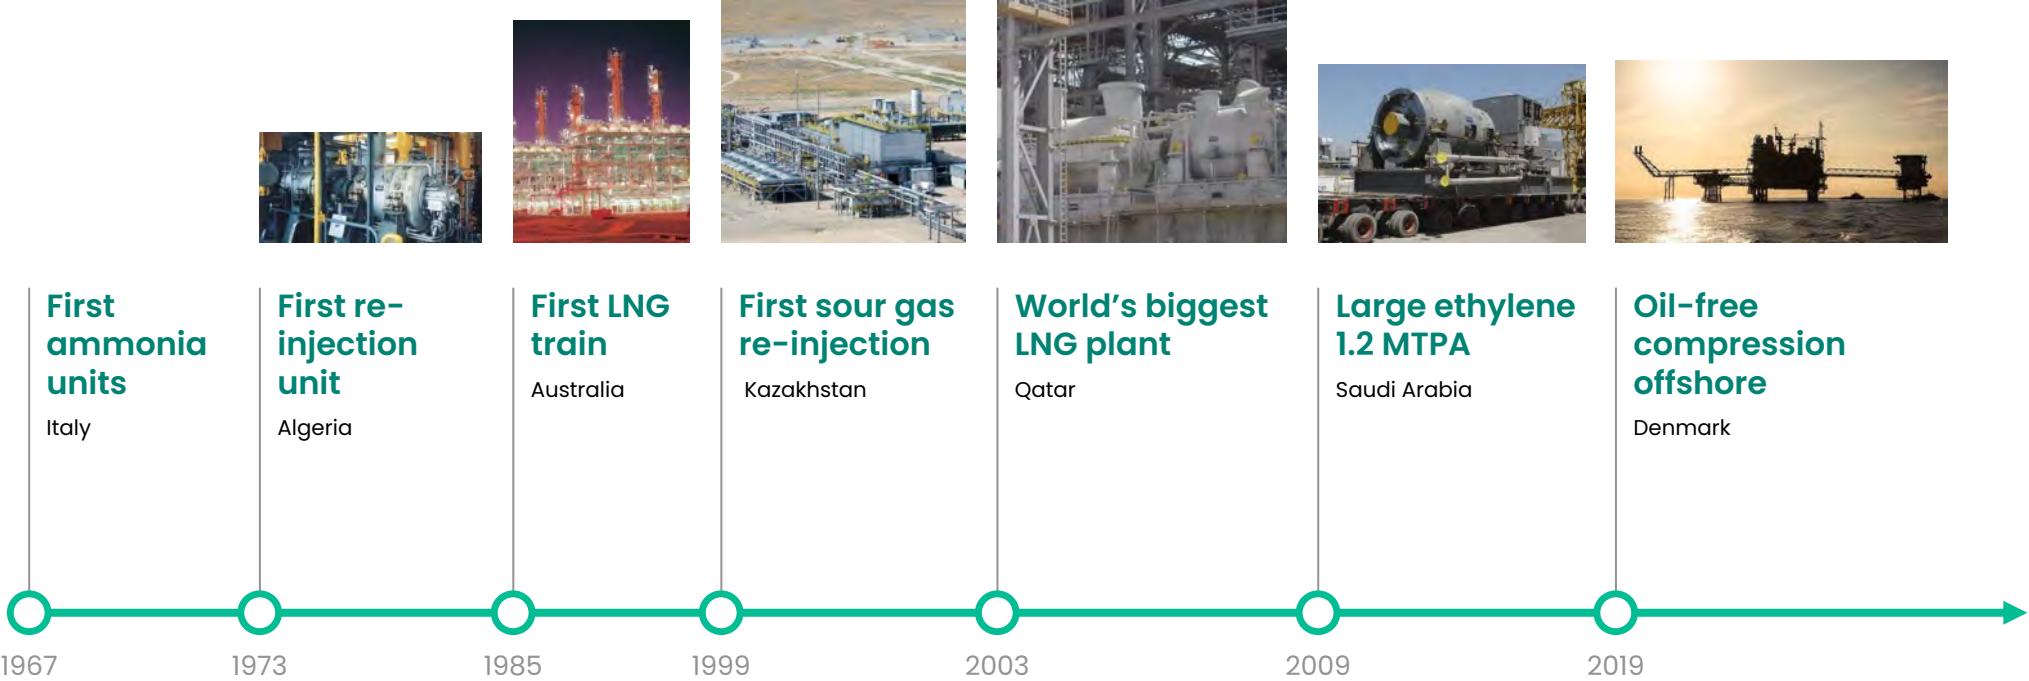 First
ammonia
units
Italy
First re-
injection
unit
Algeria
First LNG
train
Australia
First sour gas
re-injection
Kazakhstan
World's biggest
LNG plant
Qatar
Large ethylene
1.2 MTPA
Saudi Arabia
Oil-free
compression
offshore
Denmark
1967
1973
1985
1999
2003
2009
2019